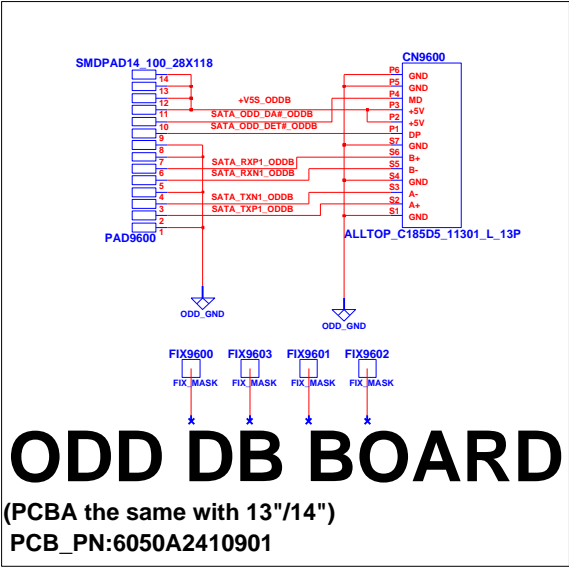 CN9600
SMDPAD14_100_28X118
14
13
12
11
10
9
8
7
6
5
4
3
2
1
PAD9600
+V5S_ODDB
SATA_ODD_DA#_ODDB
SATA_ODD_DET#_ODDB
SATA_RXP1_ODDB
SATA_RXN1_ODDB
SATA_TXN1_ODDB
SATA_TXP1_ODDB
P6 GND
P5 GND
P4 MD
P3 +5V
P2 +5V
P1 DP
S7 GND
S6 B+
S5 B-
S4 GND
S3 A-
S2 A+
S1 GND
ALLTOP_C185D5_11301_L_13P
ODD_GND
ODD_GND
FIX9600 FIX9603 FIX9601 FIX9602
FIX_MASK FIX_MASK FIX_MASK FIX_MASK
ODD DB BOARD
(PCBA the same with 13"/14")
PCB_PN:6050A2410901